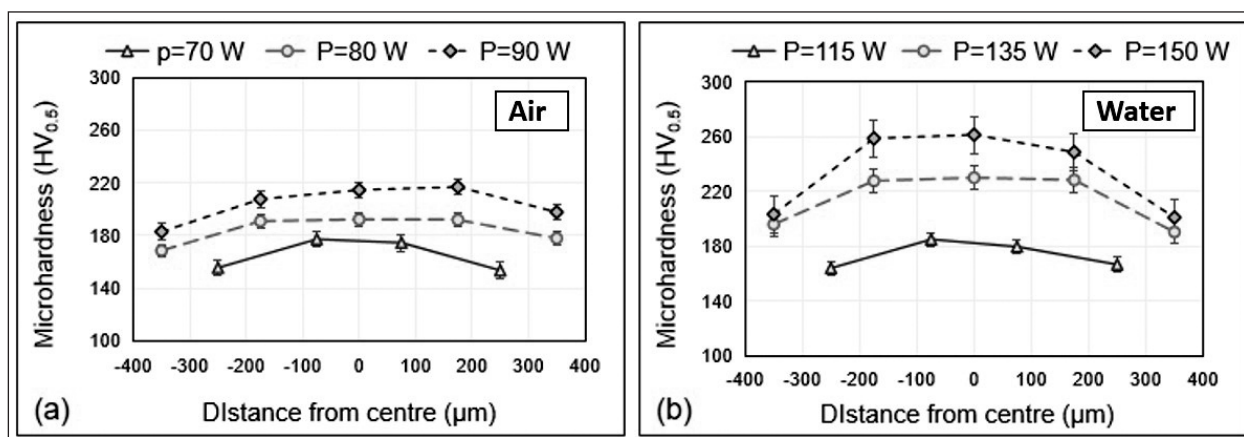 p=70 W P=80 W P=90 W
300
260
220
180
140
100
Microhardness (HV0.5)
Air
-400 -300 -200 -100 0 100 200 300 400
(a)
DIstance from centre (µm)
P=115 W P=135 W P=150 W
300
260
220
180
140
100
Microhardness (HV0.5)
Water
-400 -300 -200 -100 0 100 200 300 400
(b)
DIstance from centre (µm)